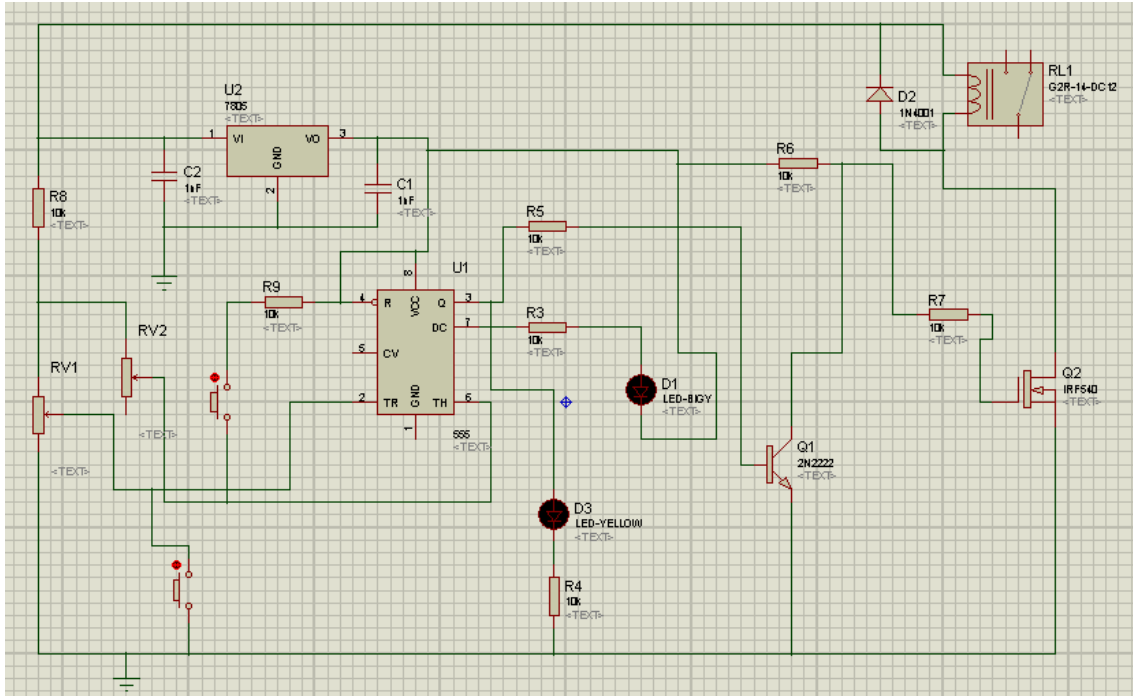 U2
7805
<TEXT>
1
VI
VO
3
GND
2
C2
1nF
<TEXT>
C1
1nF
<TEXT>
D2
1N4001
<TEXT>
RL1
G2R-14-DC12
<TEXT>
R6
10k
<TEXT>
R8
10k
<TEXT>
R5
10k
<TEXT>
U1
8
R9
10k
<TEXT>
4
R
VCC
Q
3
DC
7
5
CV
2
TR
GND
TH
6
1
555
<TEXT>
R3
10k
<TEXT>
R7
10k
<TEXT>
RV2
<TEXT>
RV1
<TEXT>
D1
LED-BIGY
<TEXT>
Q2
IRF540
<TEXT>
Q1
2N2222
<TEXT>
D3
LED-YELLOW
<TEXT>
R4
10k
<TEXT>